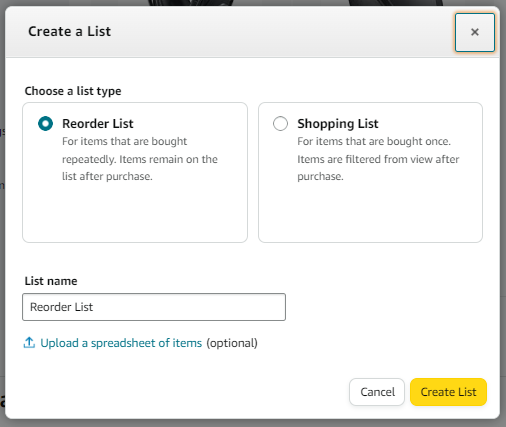 Create a List
Choose a list type
Reorder List
For items that are bought
repeatedly. Items remain on the
list after purchase.
Shopping List
For items that are bought once.
Items are filtered from view after
purchase.
List name
Reorder List
Upload a spreadsheet of items (optional)
Cancel
Create List